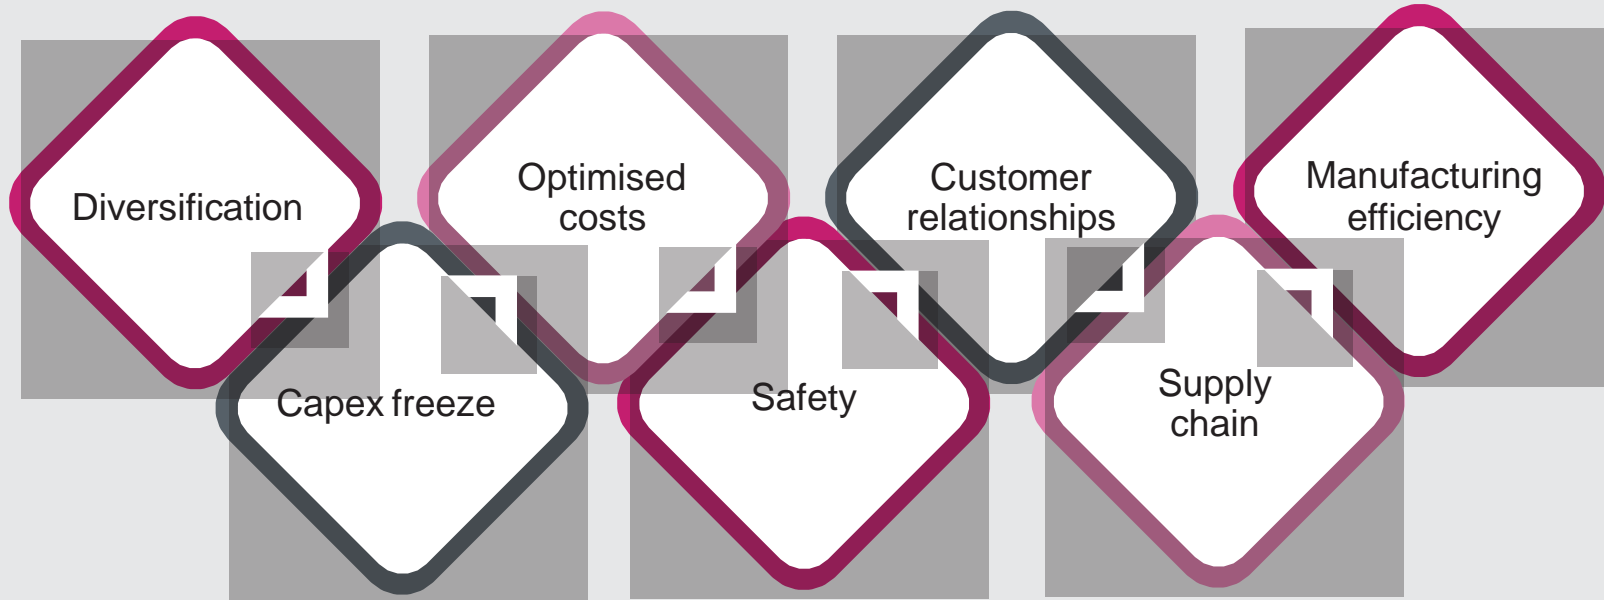 Diversification
Capex freeze
Optimised
costs
Safety
Customer
relationships
Supply
chain
Manufacturing
efficiency